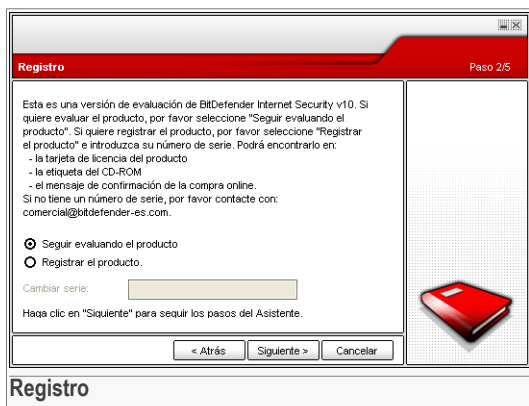 Registro
Paso 2/5
Esta es una versión de evaluación de BitDefender Internet Security v10. Si
quiere evaluar el producto, por favor seleccione "Seguir evaluando el
producto". Si quiere registrar el producto, por favor seleccione "Registrar
el producto" e introduzca su número de serie. Podrá encontrarlo en:
- la tarjeta de licencia del producto
- la etiqueta del CD-ROM
- el mensaje de confirmación de la compra online.
Si no tiene un número de serie, por favor contacte con:
comercial@bitdefender-es.com.
Seguir evaluando el producto
Registrar el producto.
Cambiar serie:
Haga clic en "Siguiente" para seguir los pasos del Asistente.
< Atrás
Siguiente >
Cancelar
Registro